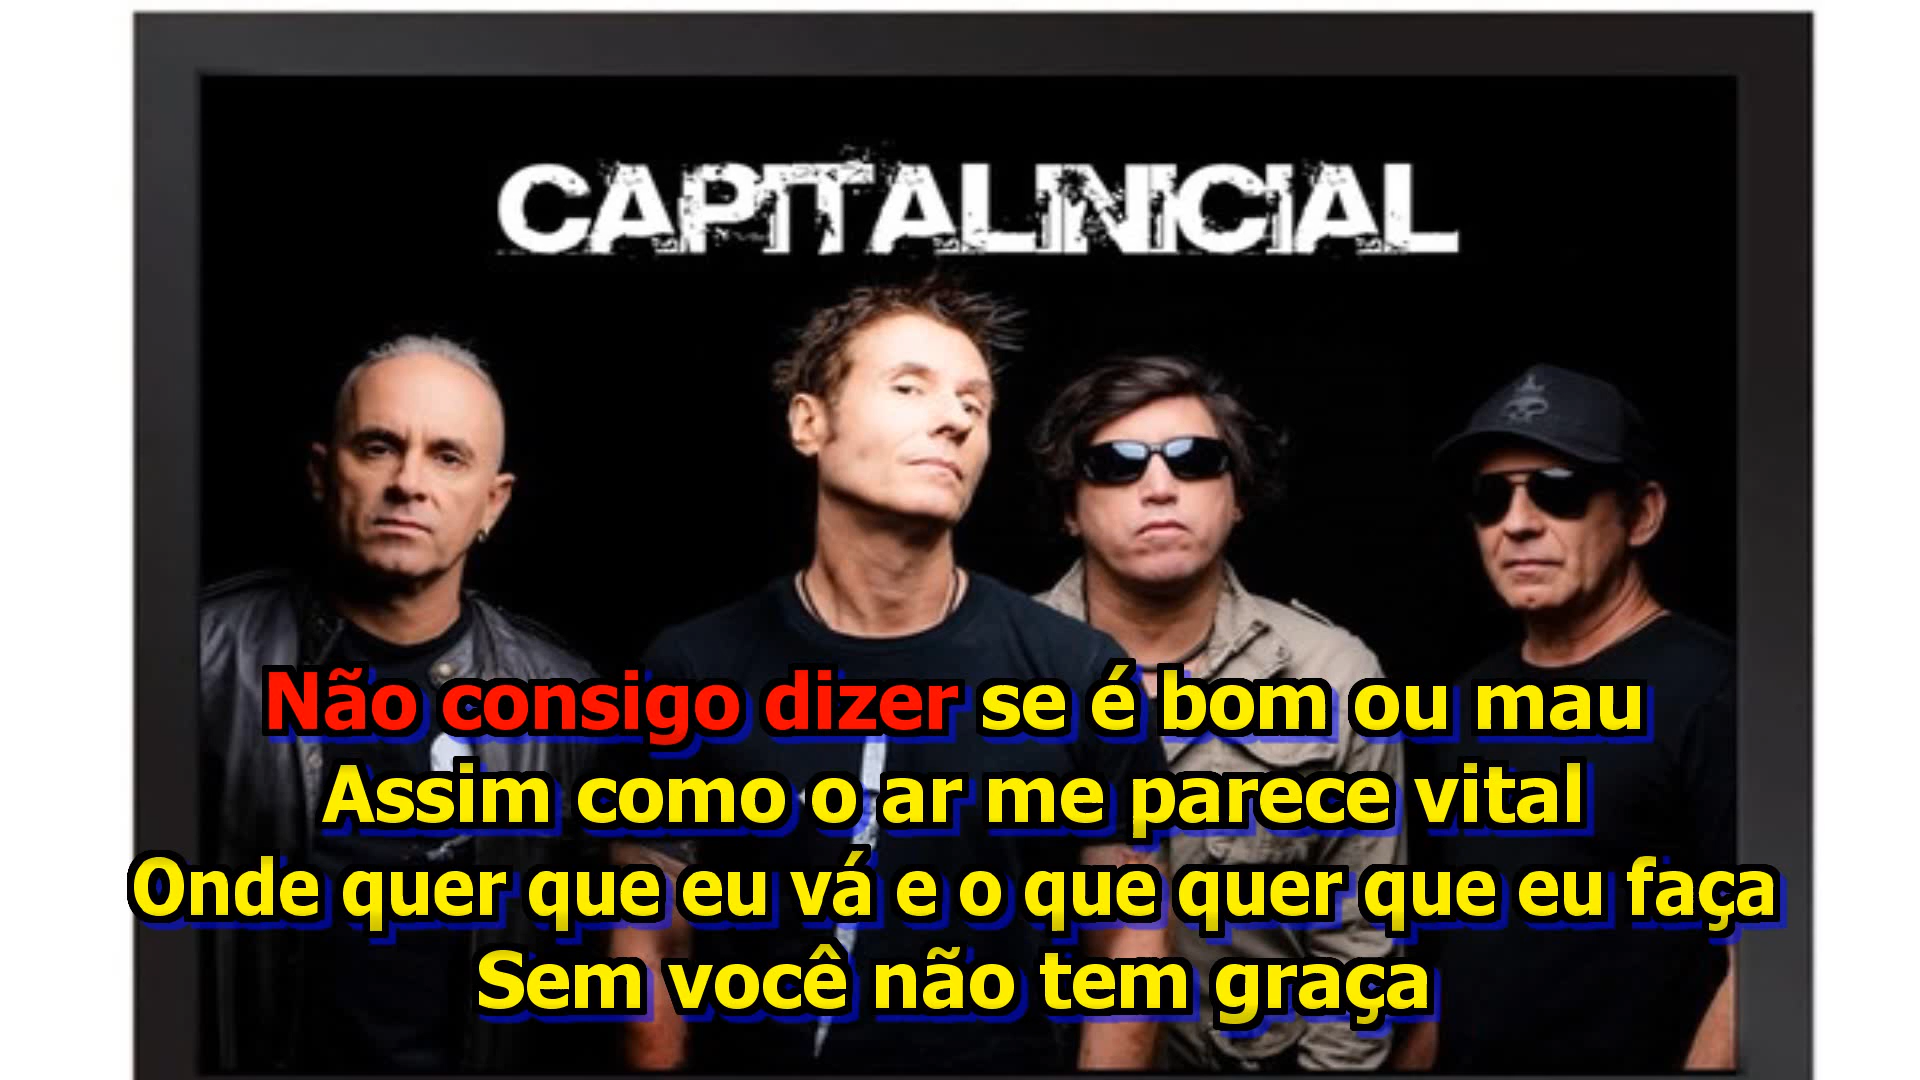 CAPITAL INICIAL
Não consigo dizer se é bom ou mau
Assim como o ar me parece vital
Onde quer que eu vá e o que quer que eu faça
Sem você não tem graça